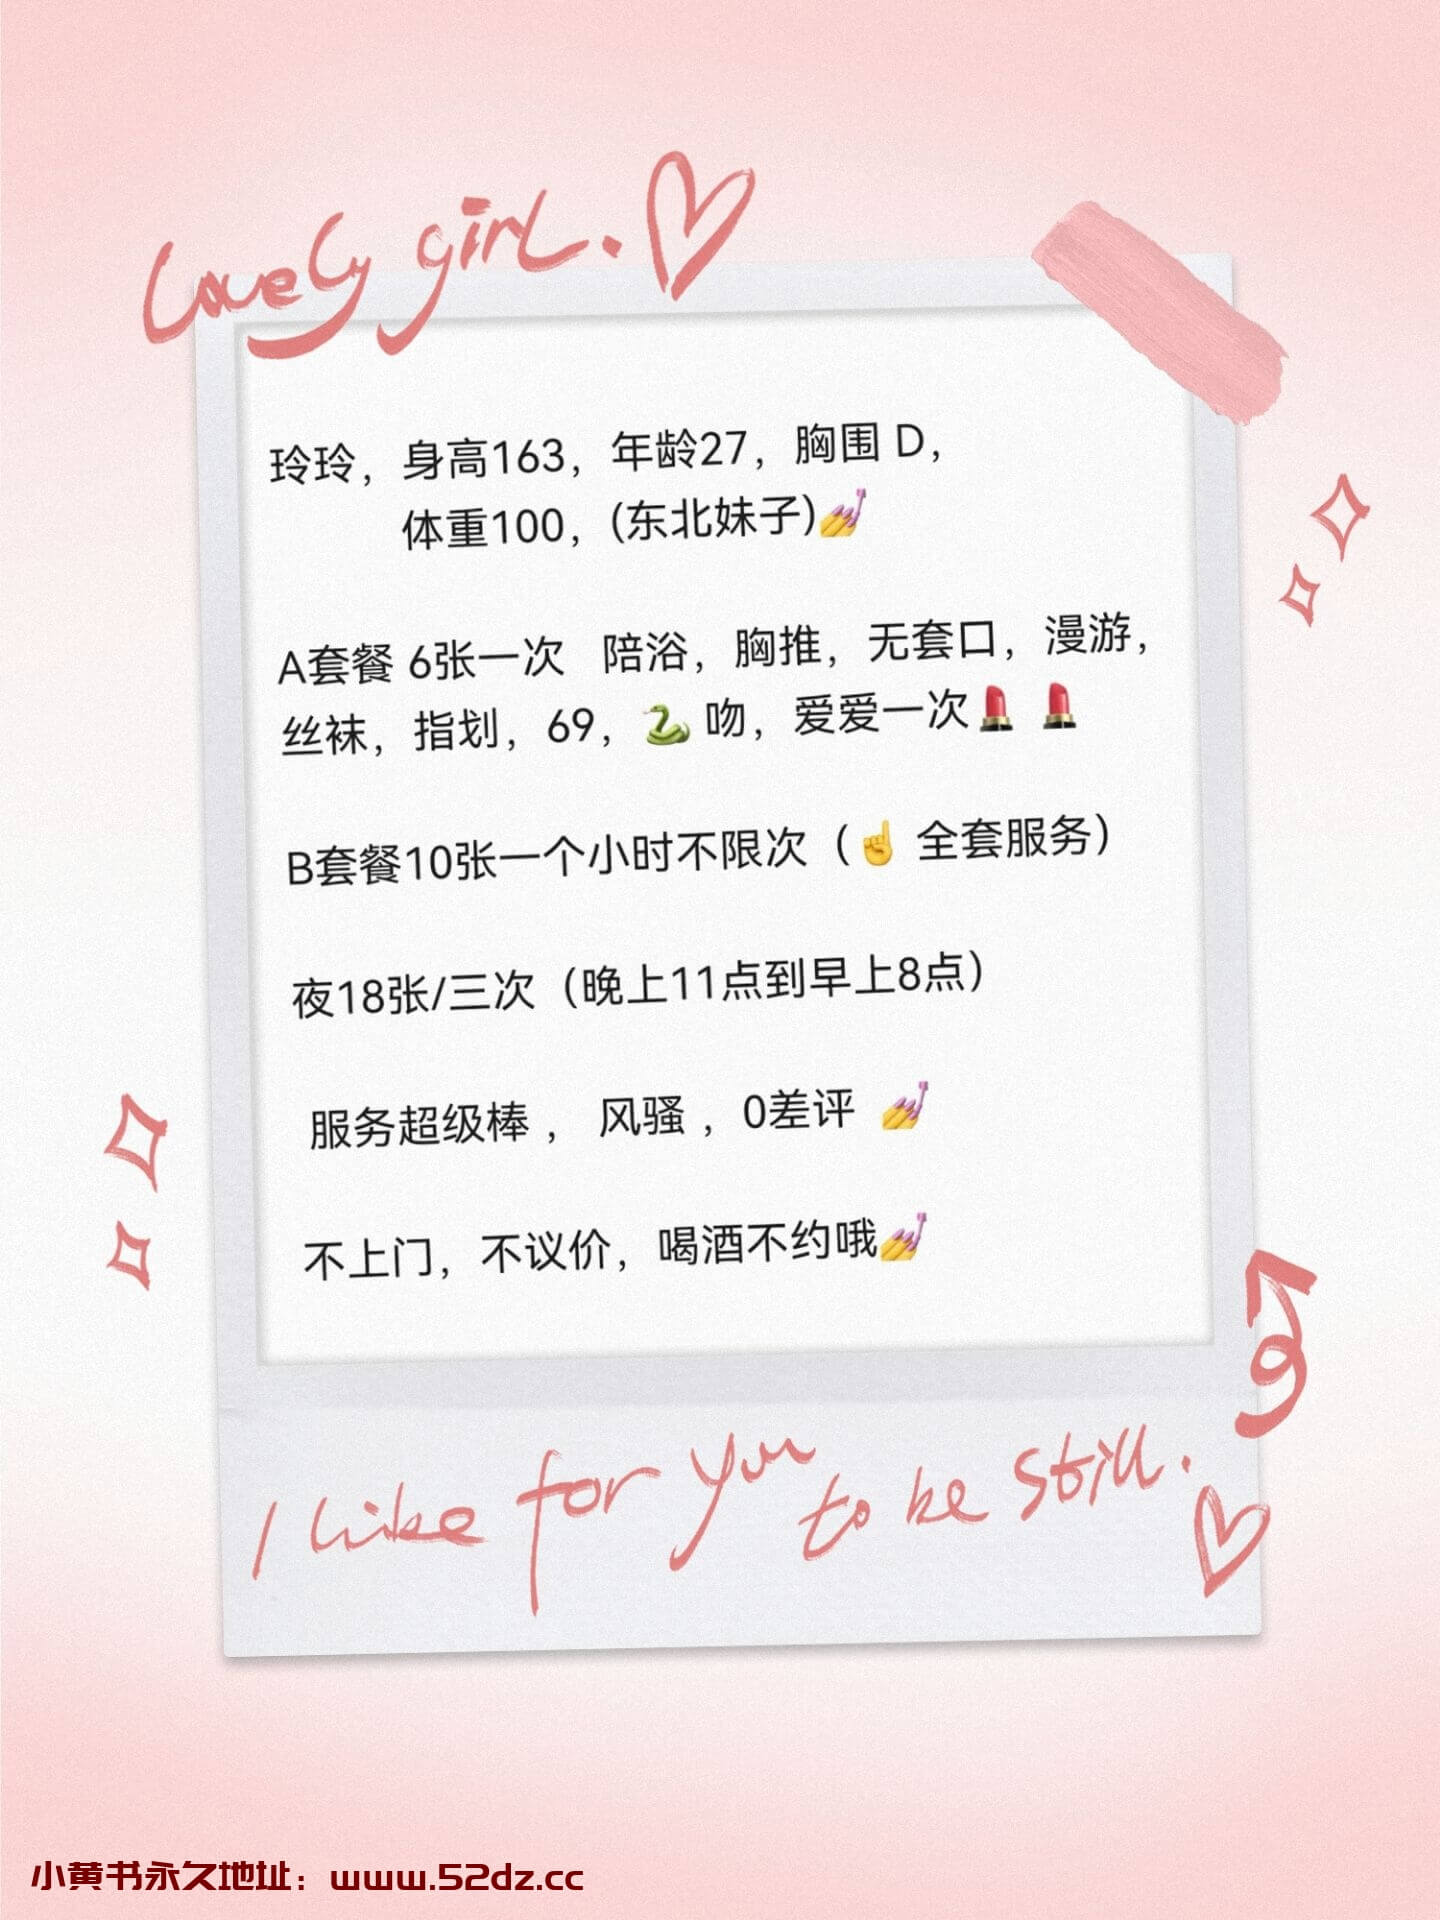 Lovely girl.
玲玲，身高163，年龄27，胸围 D，
体重100，(东北妹子)💅
A套餐 6张一次 陪浴，胸推，无套口，漫游，
丝袜，指划，69，🐍 吻，爱爱一次💄 💄
B套餐10张一个小时不限次（☝ 全套服务）
夜18张/三次（晚上11点到早上8点）
服务超级棒 ， 风骚 ，0差评 💅
不上门，不议价，喝酒不约哦💅
I like for you to be still.
小黄书永久地址：www.52dz.cc